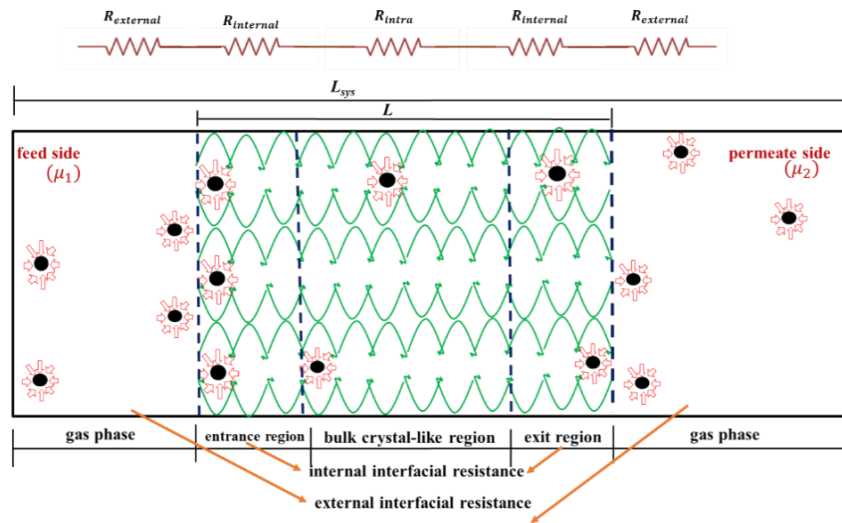 R_external R_internal R_intra R_internal R_external
L_sys
L
feed side
(μ₁)
permeate side
(μ₂)
gas phase entrance region bulk crystal-like region exit region gas phase
internal interfacial resistance
external interfacial resistance